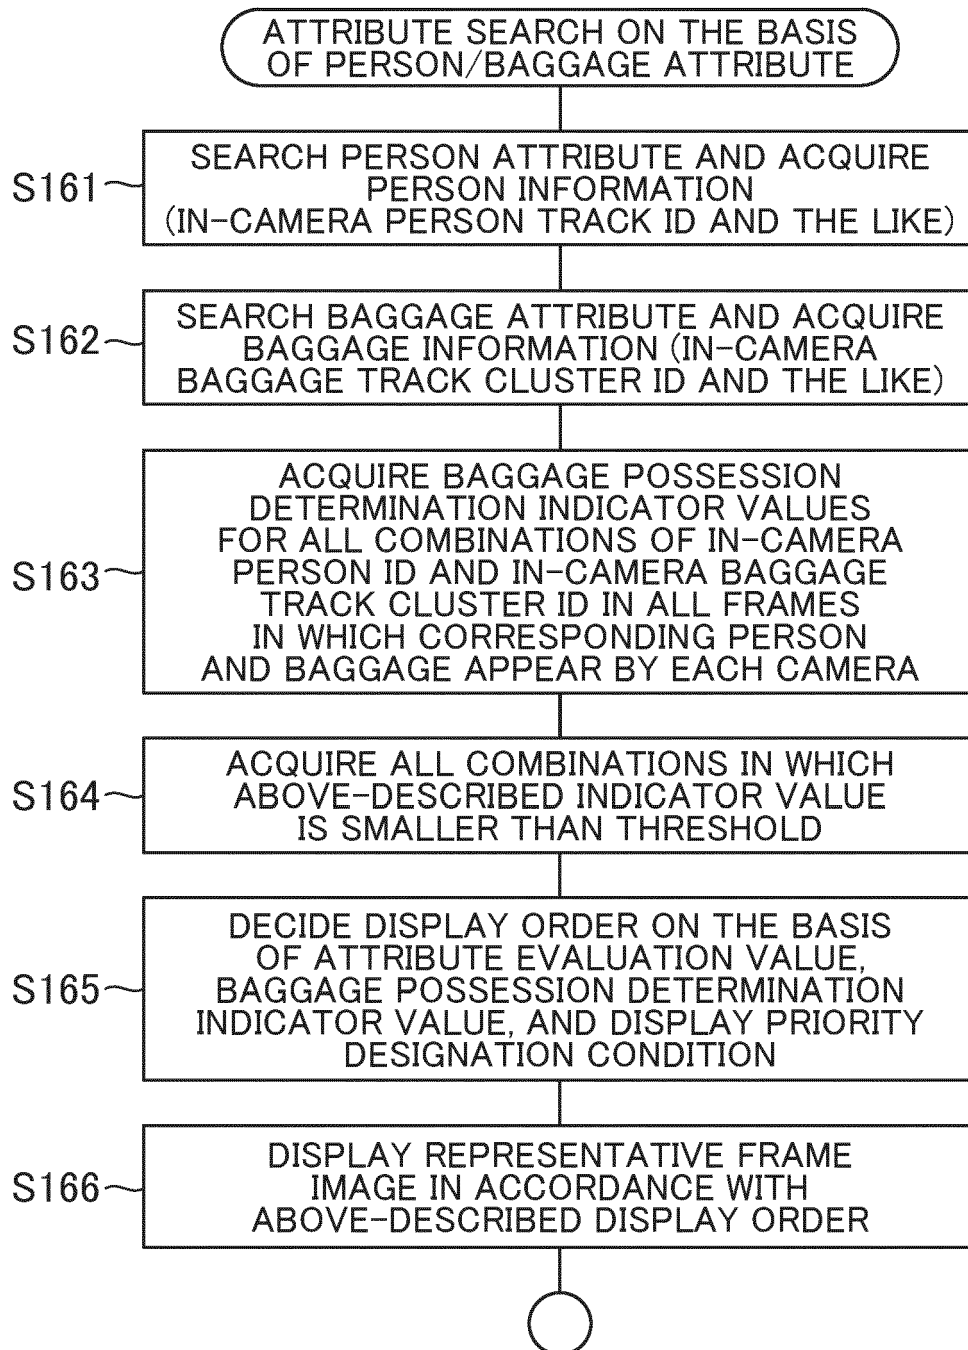 ATTRIBUTE SEARCH ON THE BASIS
OF PERSON/BAGGAGE ATTRIBUTE
S161
SEARCH PERSON ATTRIBUTE AND ACQUIRE
PERSON INFORMATION
(IN-CAMERA PERSON TRACK ID AND THE LIKE)
S162
SEARCH BAGGAGE ATTRIBUTE AND ACQUIRE
BAGGAGE INFORMATION (IN-CAMERA
BAGGAGE TRACK CLUSTER ID AND THE LIKE)
S163
ACQUIRE BAGGAGE POSSESSION
DETERMINATION INDICATOR VALUES
FOR ALL COMBINATIONS OF IN-CAMERA
PERSON ID AND IN-CAMERA BAGGAGE
TRACK CLUSTER ID IN ALL FRAMES
IN WHICH CORRESPONDING PERSON
AND BAGGAGE APPEAR BY EACH CAMERA
S164
ACQUIRE ALL COMBINATIONS IN WHICH
ABOVE-DESCRIBED INDICATOR VALUE
IS SMALLER THAN THRESHOLD
S165
DECIDE DISPLAY ORDER ON THE BASIS
OF ATTRIBUTE EVALUATION VALUE,
BAGGAGE POSSESSION DETERMINATION
INDICATOR VALUE, AND DISPLAY PRIORITY
DESIGNATION CONDITION
S166
DISPLAY REPRESENTATIVE FRAME
IMAGE IN ACCORDANCE WITH
ABOVE-DESCRIBED DISPLAY ORDER